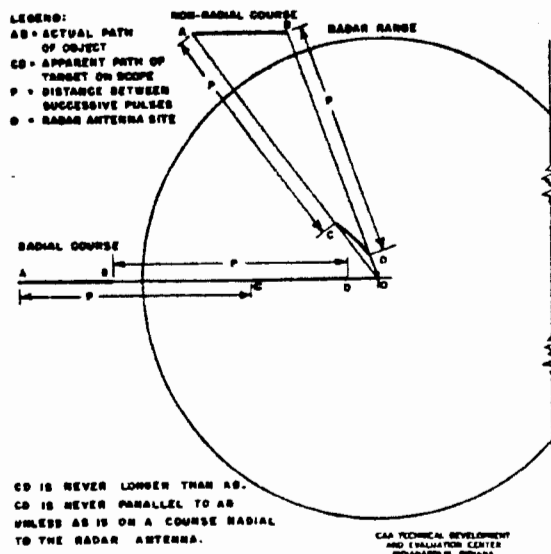 LEGEND:
AB = ACTUAL PATH
OF OBJECT
CD = APPARENT PATH OF
TARGET ON SCOPE
P = DISTANCE BETWEEN
SUCCESSIVE PULSES
O = RADAR ANTENNA SITE
NON-RADIAL COURSE
A
B
RADAR RANGE
P
P
C
D
O
RADIAL COURSE
A
B
P
C
D
P
CD IS NEVER LONGER THAN AB.
CD IS NEVER PARALLEL TO AB
UNLESS AB IS ON A COURSE RADIAL
TO THE RADAR ANTENNA.
CAA TECHNICAL DEVELOPMENT
AND EVALUATION CENTER
INDIANAPOLIS, INDIANA